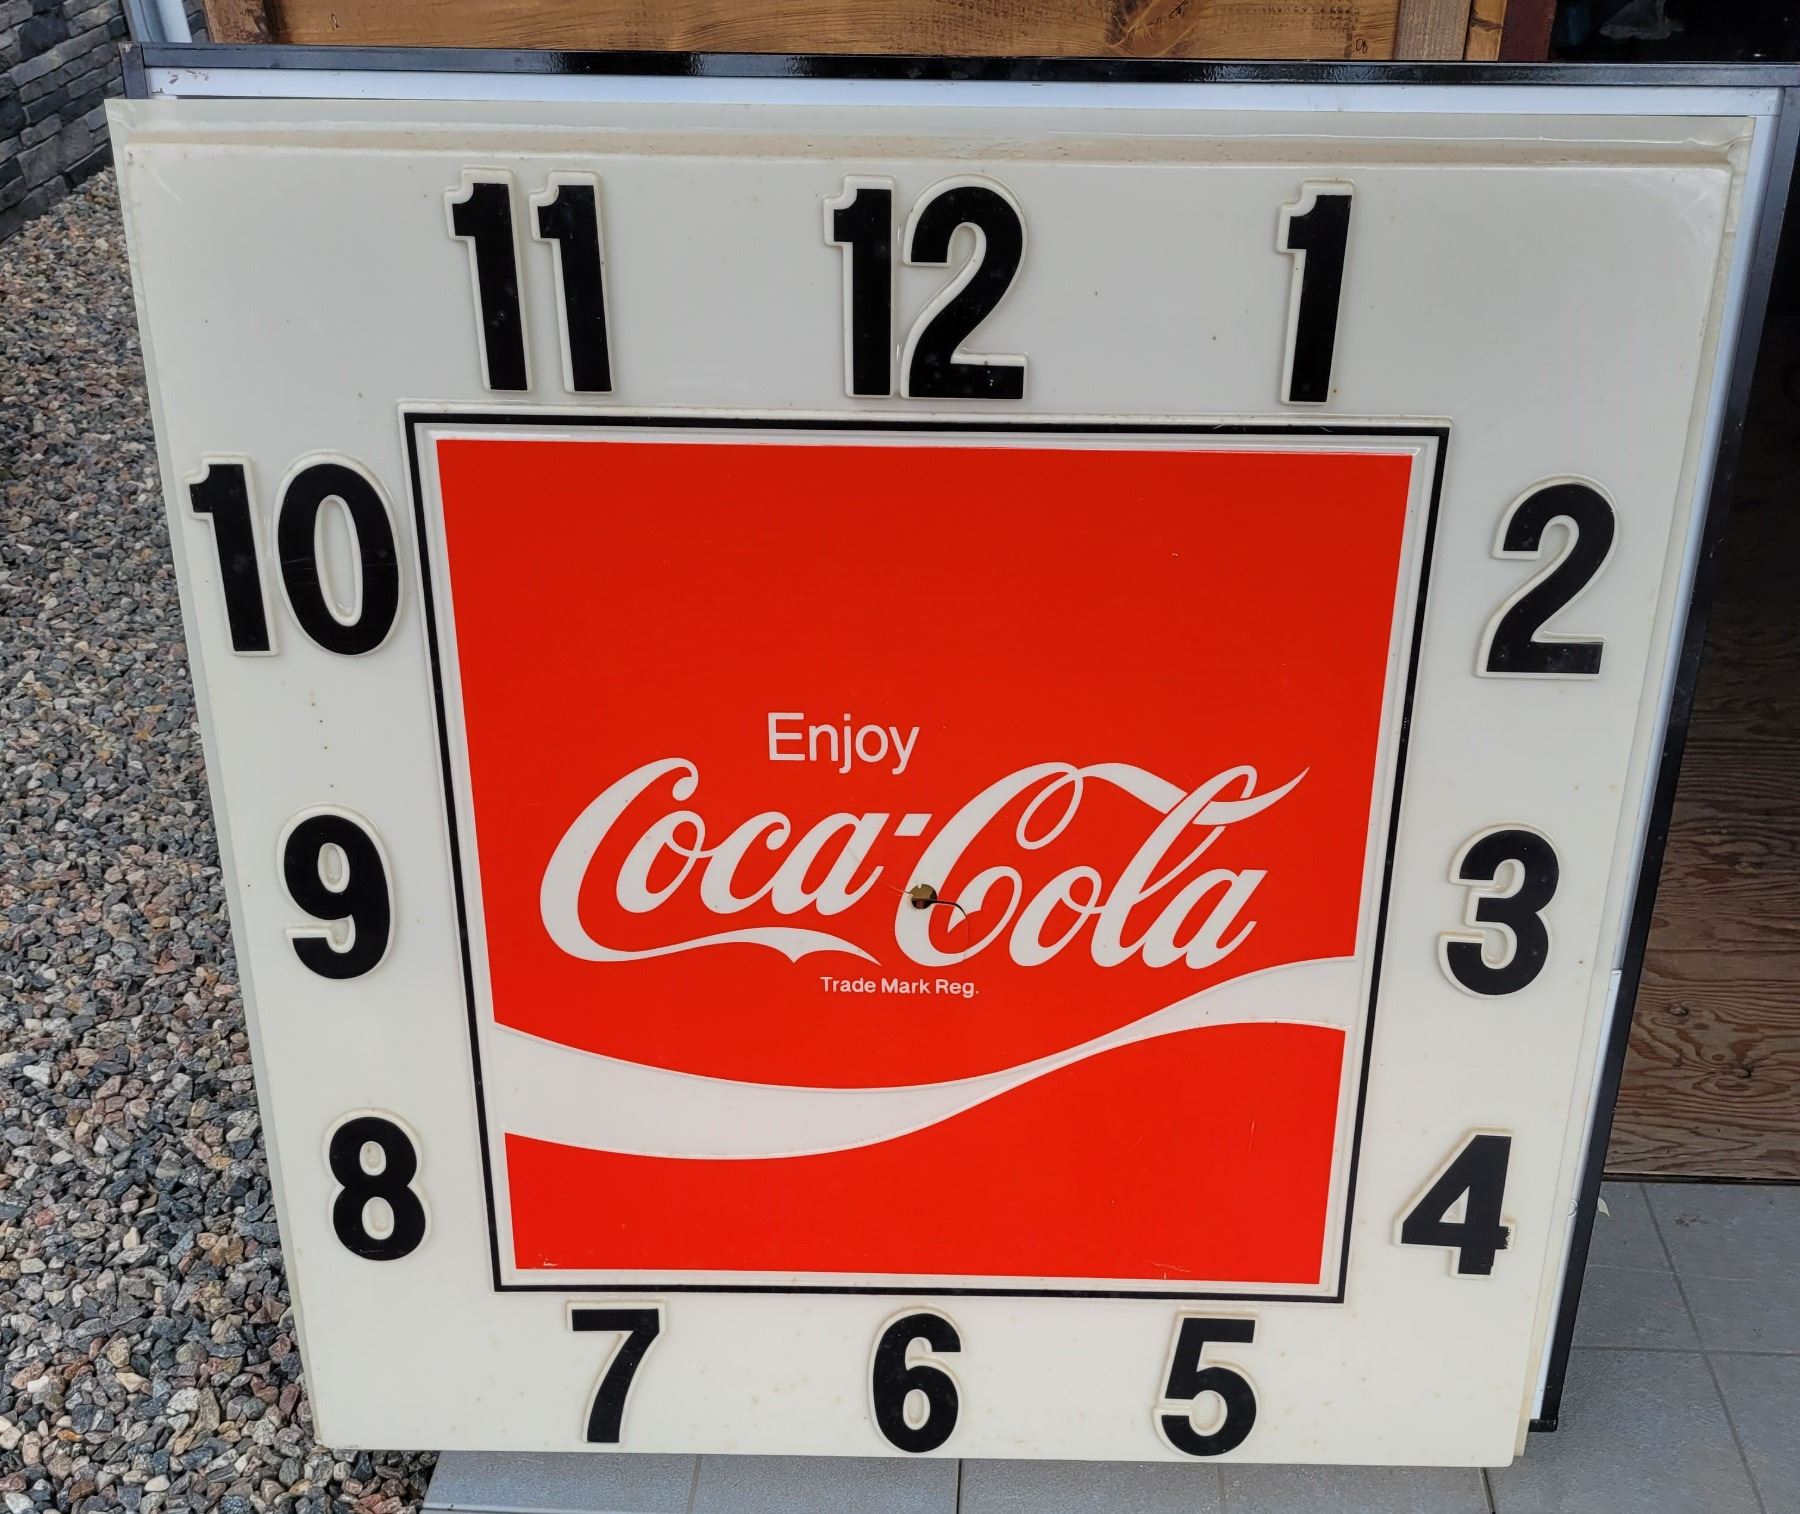 11 12 1
10 2
Enjoy
Coca-Cola
9 3
Trade Mark Reg.
8 4
7 6 5